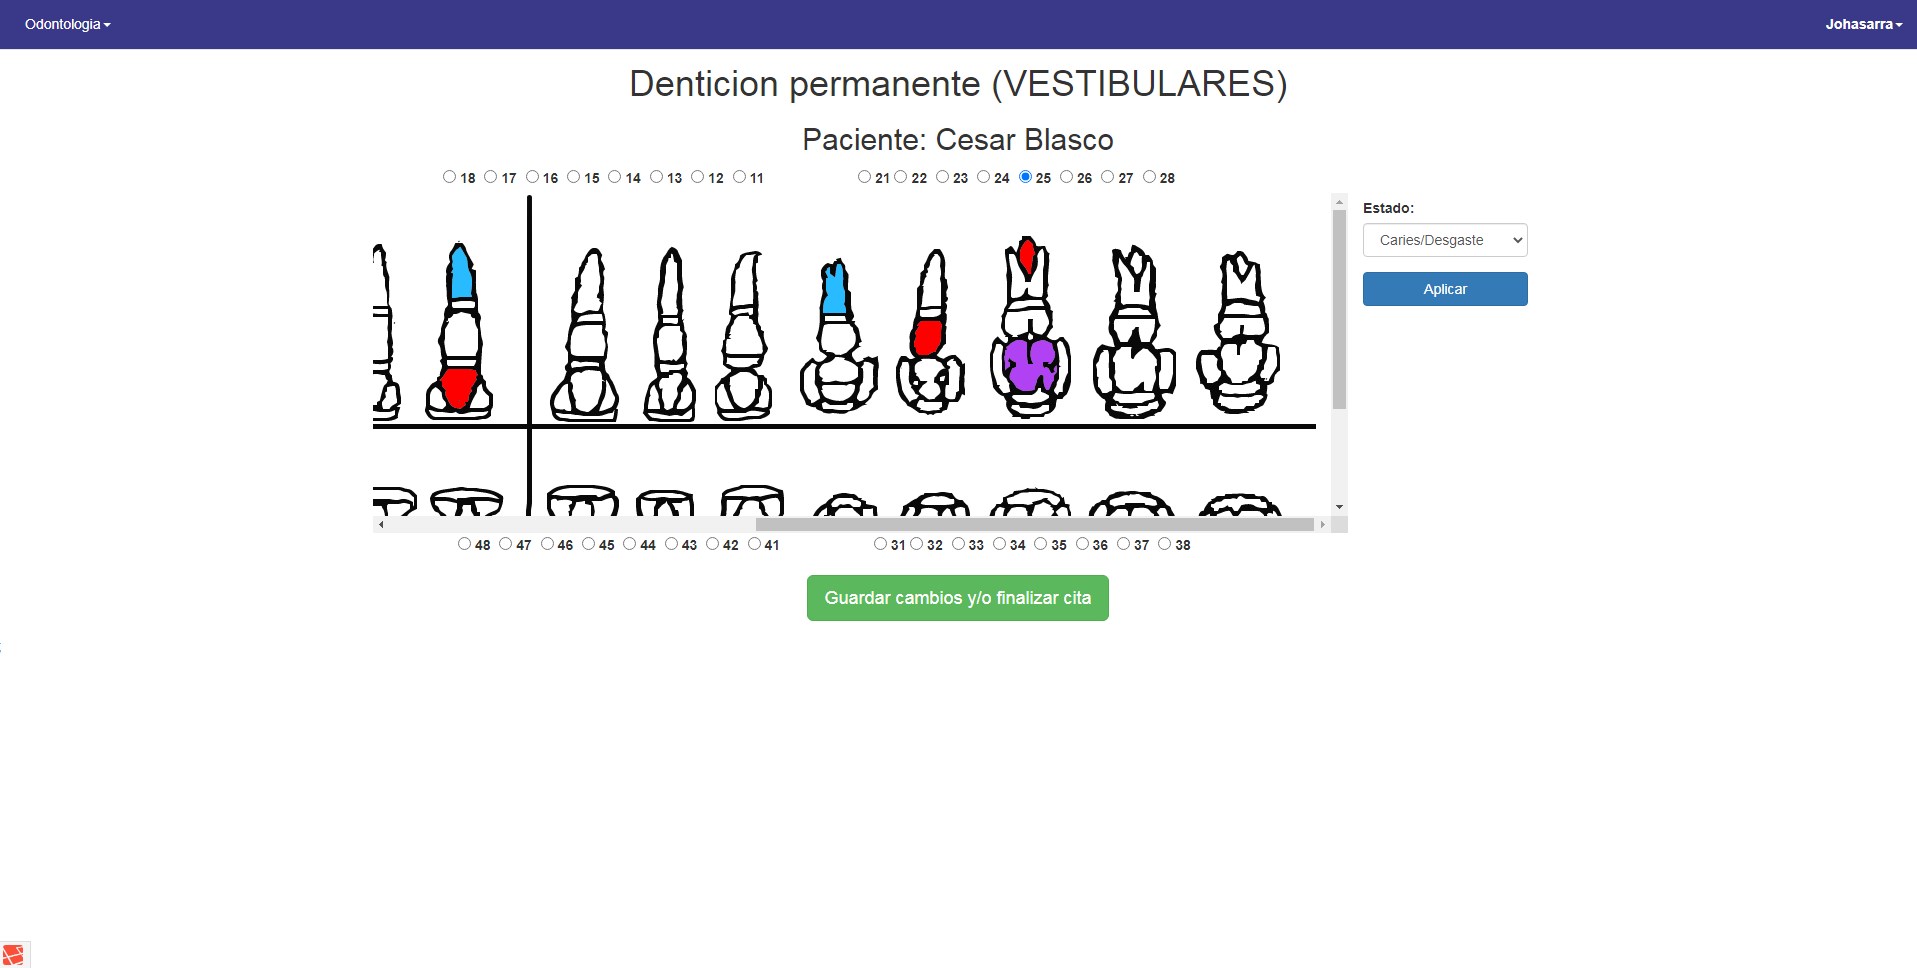 Odontologia
Johasarra
Denticion permanente (VESTIBULARES)
Paciente: Cesar Blasco
18 17 16 15 14 13 12 11 21 22 23 24 25 26 27 28
Estado:
Caries/Desgaste
Aplicar
48 47 46 45 44 43 42 41 31 32 33 34 35 36 37 38
Guardar cambios y/o finalizar cita